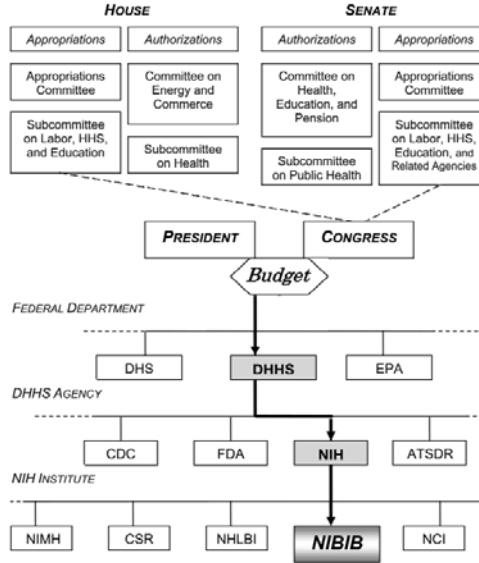 HOUSE
SENATE
Appropriations
Authorizations
Authorizations
Appropriations
Appropriations
Committee
Committee on
Energy and
Commerce
Committee on
Health,
Education, and
Pension
Appropriations
Committee
Subcommittee
on Labor, HHS,
and Education
Subcommittee
on Health
Subcommittee
on Public Health
Subcommittee
on Labor, HHS,
Education, and
Related Agencies
PRESIDENT
CONGRESS
Budget
FEDERAL DEPARTMENT
DHS
DHHS
EPA
DHHS AGENCY
CDC
FDA
NIH
ATSDR
NIH INSTITUTE
NIMH
CSR
NHLBI
NIBIB
NCI